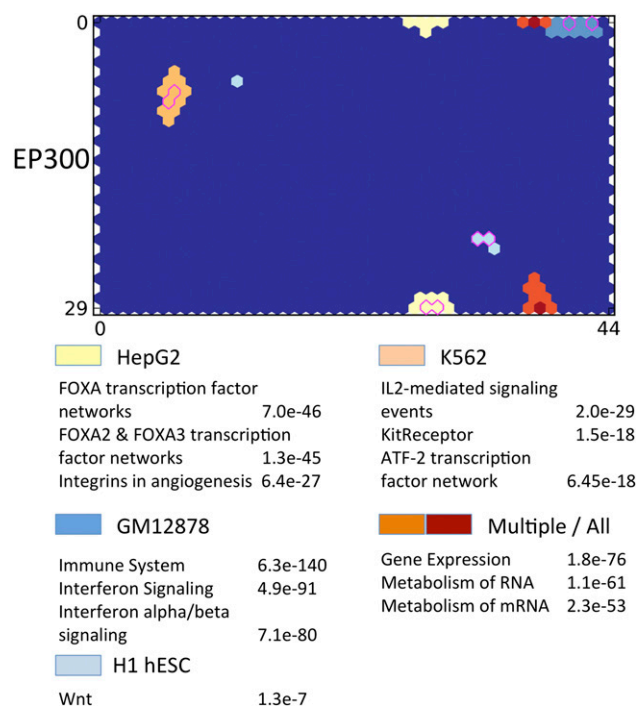 0
EP300
29
0
44
HepG2
FOXA transcription factor
networks 7.0e-46
FOXA2 & FOXA3 transcription
factor networks 1.3e-45
Integrins in angiogenesis 6.4e-27
K562
IL2-mediated signaling
events 2.0e-29
KitReceptor 1.5e-18
ATF-2 transcription
factor network 6.45e-18
GM12878
Immune System 6.3e-140
Interferon Signaling 4.9e-91
Interferon alpha/beta
signaling 7.1e-80
Multiple / All
Gene Expression 1.8e-76
Metabolism of RNA 1.1e-61
Metabolism of mRNA 2.3e-53
H1 hESC
Wnt 1.3e-7